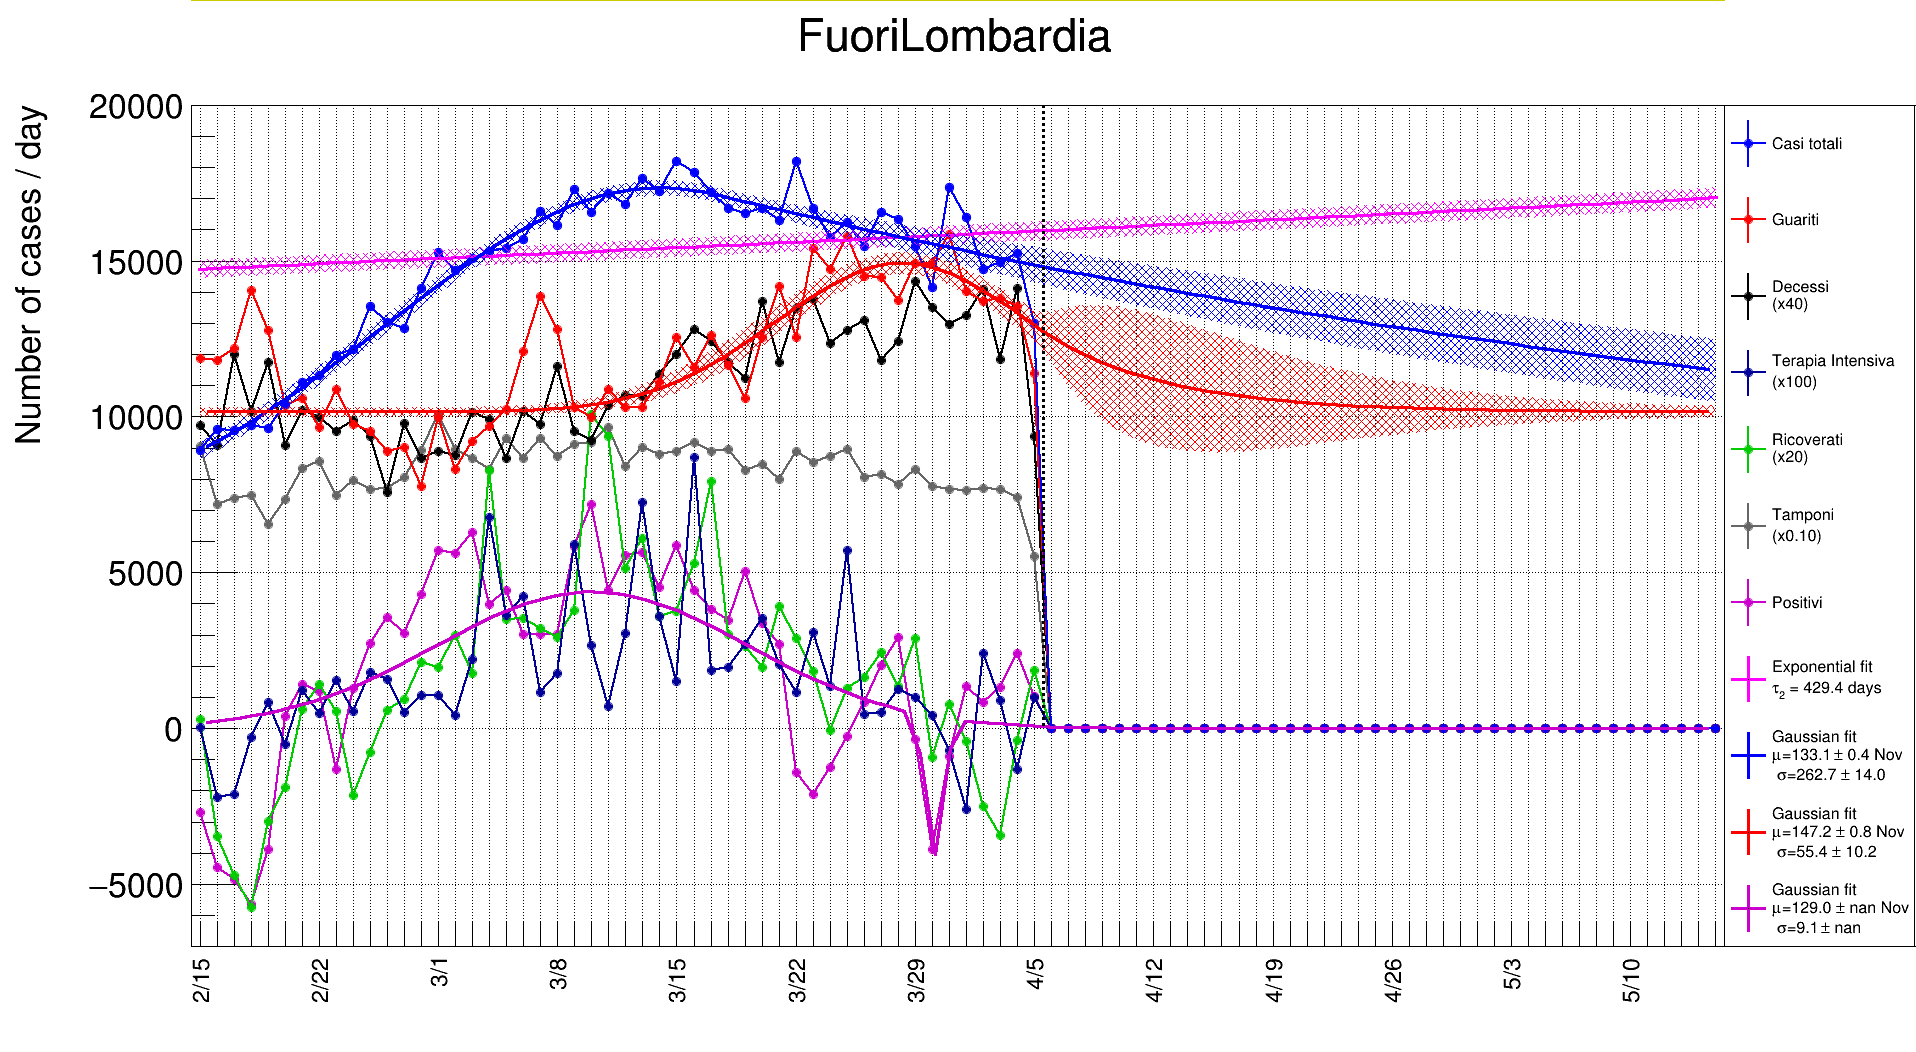 FuoriLombardia
Number of cases / day
20000
15000
10000
5000
0
−5000
2/15
2/22
3/1
3/8
3/15
3/22
3/29
4/5
4/12
4/19
4/26
5/3
5/10
Casi totali
Guariti
Decessi
(x40)
Terapia Intensiva
(x100)
Ricoverati
(x20)
Tamponi
(x0.10)
Positivi
Exponential fit
τ2 = 429.4 days
Gaussian fit
μ=133.1 ± 0.4 Nov
σ=262.7 ± 14.0
Gaussian fit
μ=147.2 ± 0.8 Nov
σ=55.4 ± 10.2
Gaussian fit
μ=129.0 ± nan Nov
σ=9.1 ± nan